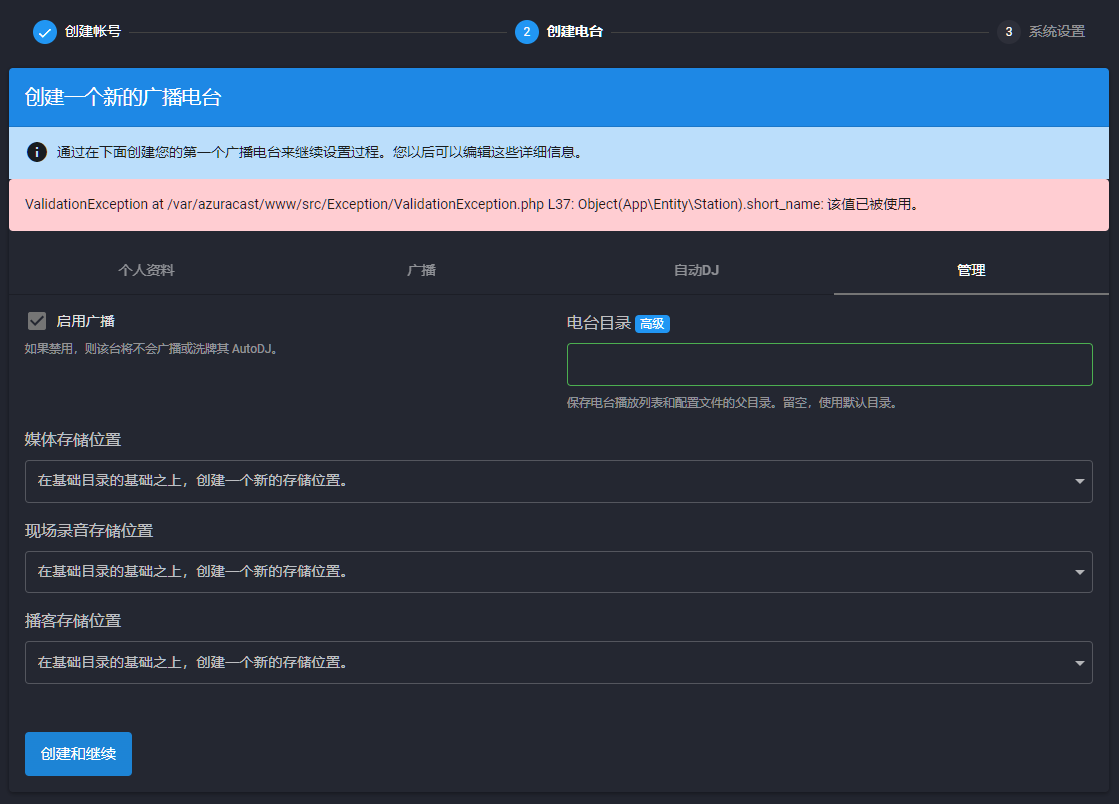 创建帐号
2 创建电台
3 系统设置
创建一个新的广播电台
通过在下面创建您的第一个广播电台来继续设置过程。您以后可以编辑这些详细信息。
ValidationException at /var/azuracast/www/src/Exception/ValidationException.php L37: Object(App\Entity\Station).short_name: 该值已被使用。
个人资料
广播
自动DJ
管理
启用广播
如果禁用，则该台将不会广播或洗牌其 AutoDJ。
电台目录 高级
保存电台播放列表和配置文件的父目录。留空，使用默认目录。
媒体存储位置
在基础目录的基础之上，创建一个新的存储位置。
现场录音存储位置
在基础目录的基础之上，创建一个新的存储位置。
播客存储位置
在基础目录的基础之上，创建一个新的存储位置。
创建和继续